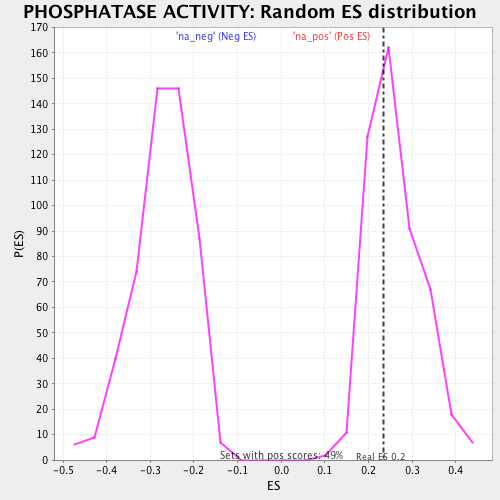 PHOSPHATASE ACTIVITY: Random ES distribution
'na_neg' (Neg ES) 'na_pos' (Pos ES)
170
160
150
140
130
120
110
100
90
80
70
60
50
40
30
20
10
0
P(ES)
Sets with pos scores: 49%
Real ES 0.2
-0.5 -0.4 -0.3 -0.2 -0.1 0.0 0.1 0.2 0.3 0.4
ES